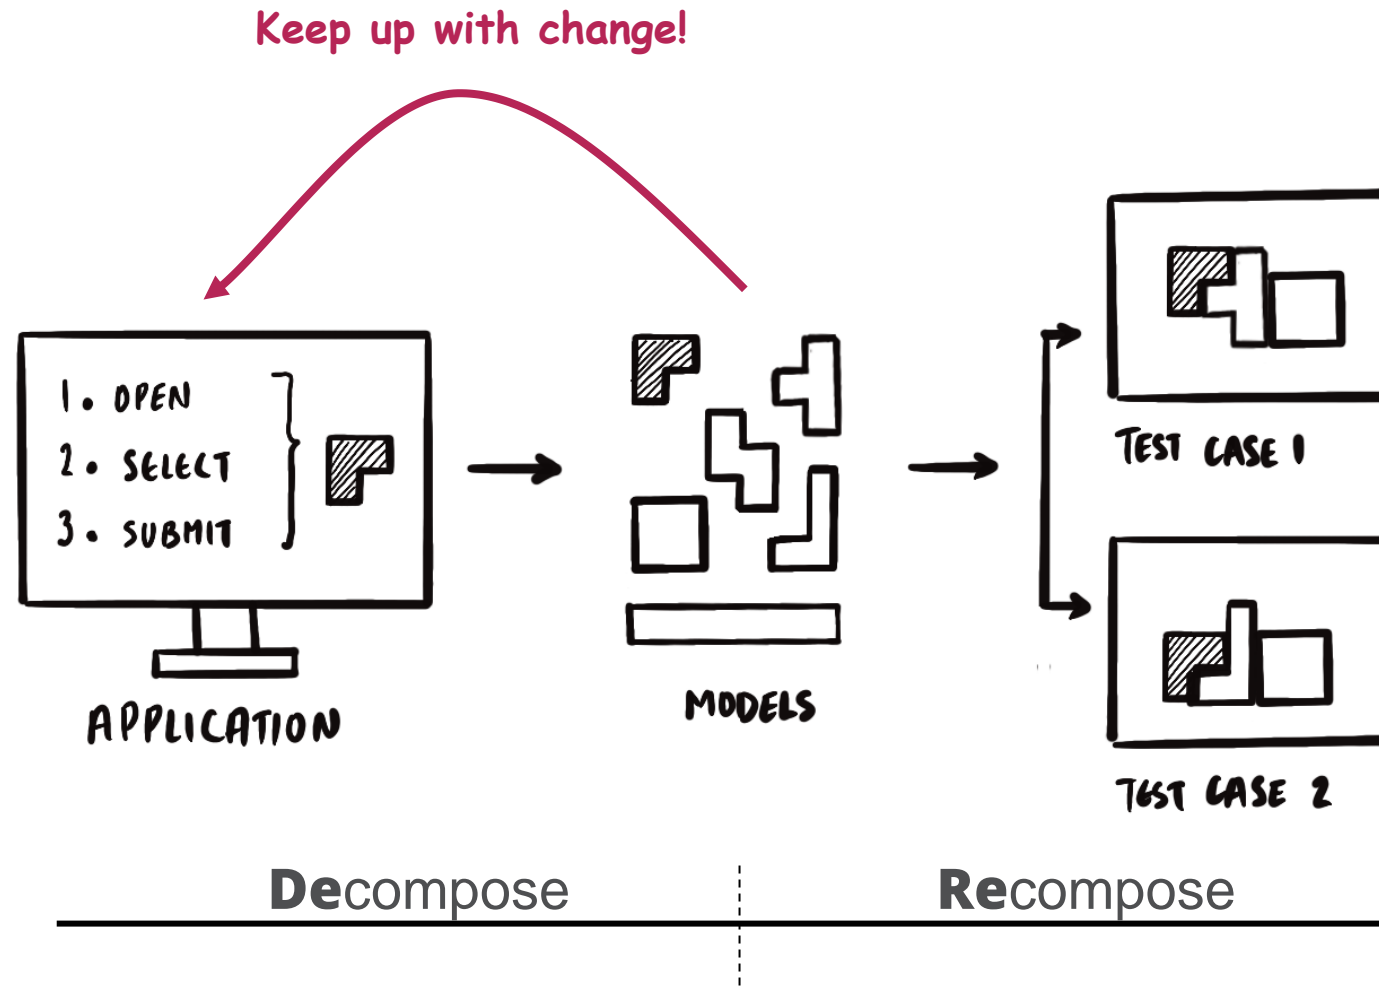 Keep up with change!
1. OPEN
2. SELECT
3. SUBMIT
APPLICATION
MODELS
TEST CASE 1
TEST CASE 2
Decompose
Recompose